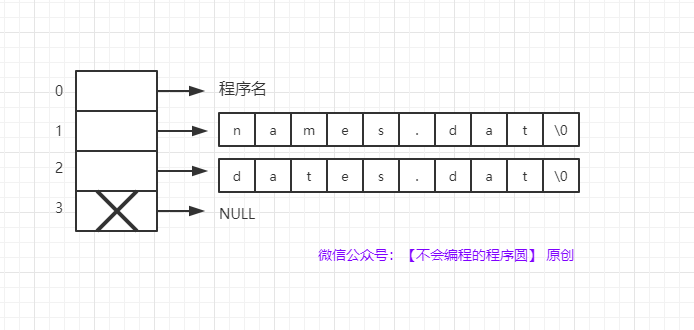 0 程序名
1 n a m e s . d a t \0
2 d a t e s . d a t \0
3 NULL
微信公众号：【不会编程的程序圆】 原创